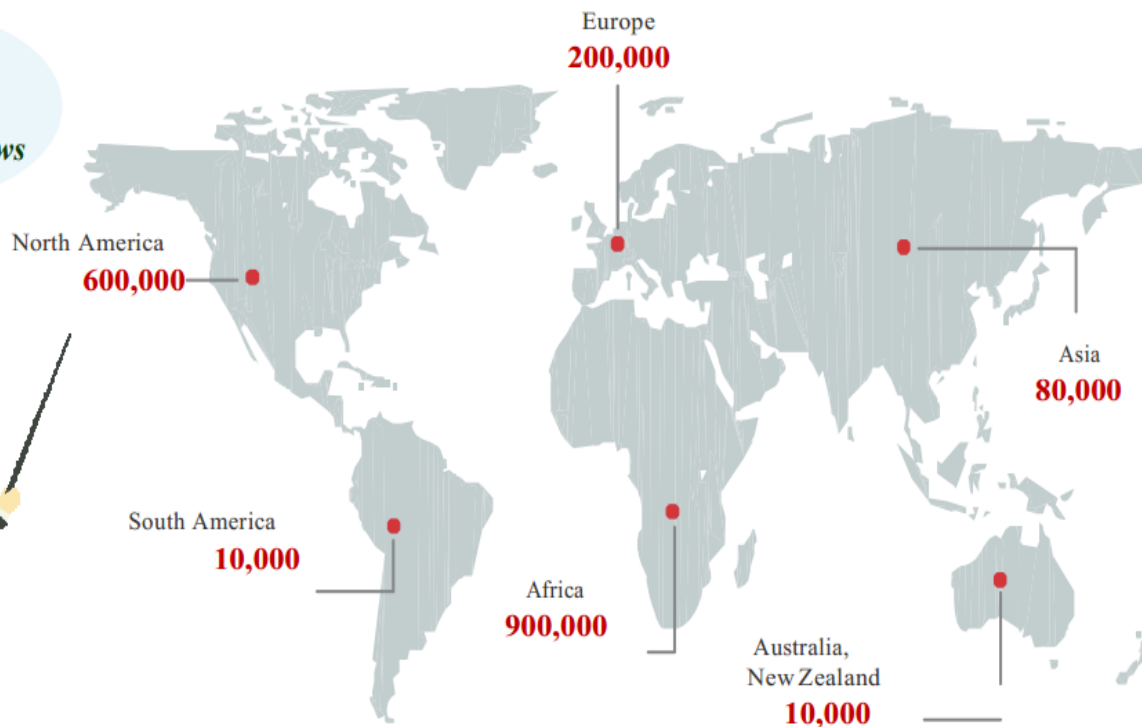 Europe
200,000
ws
North America
600,000
Asia
80,000
South America
10,000
Africa
900,000
Australia,
New Zealand
10,000